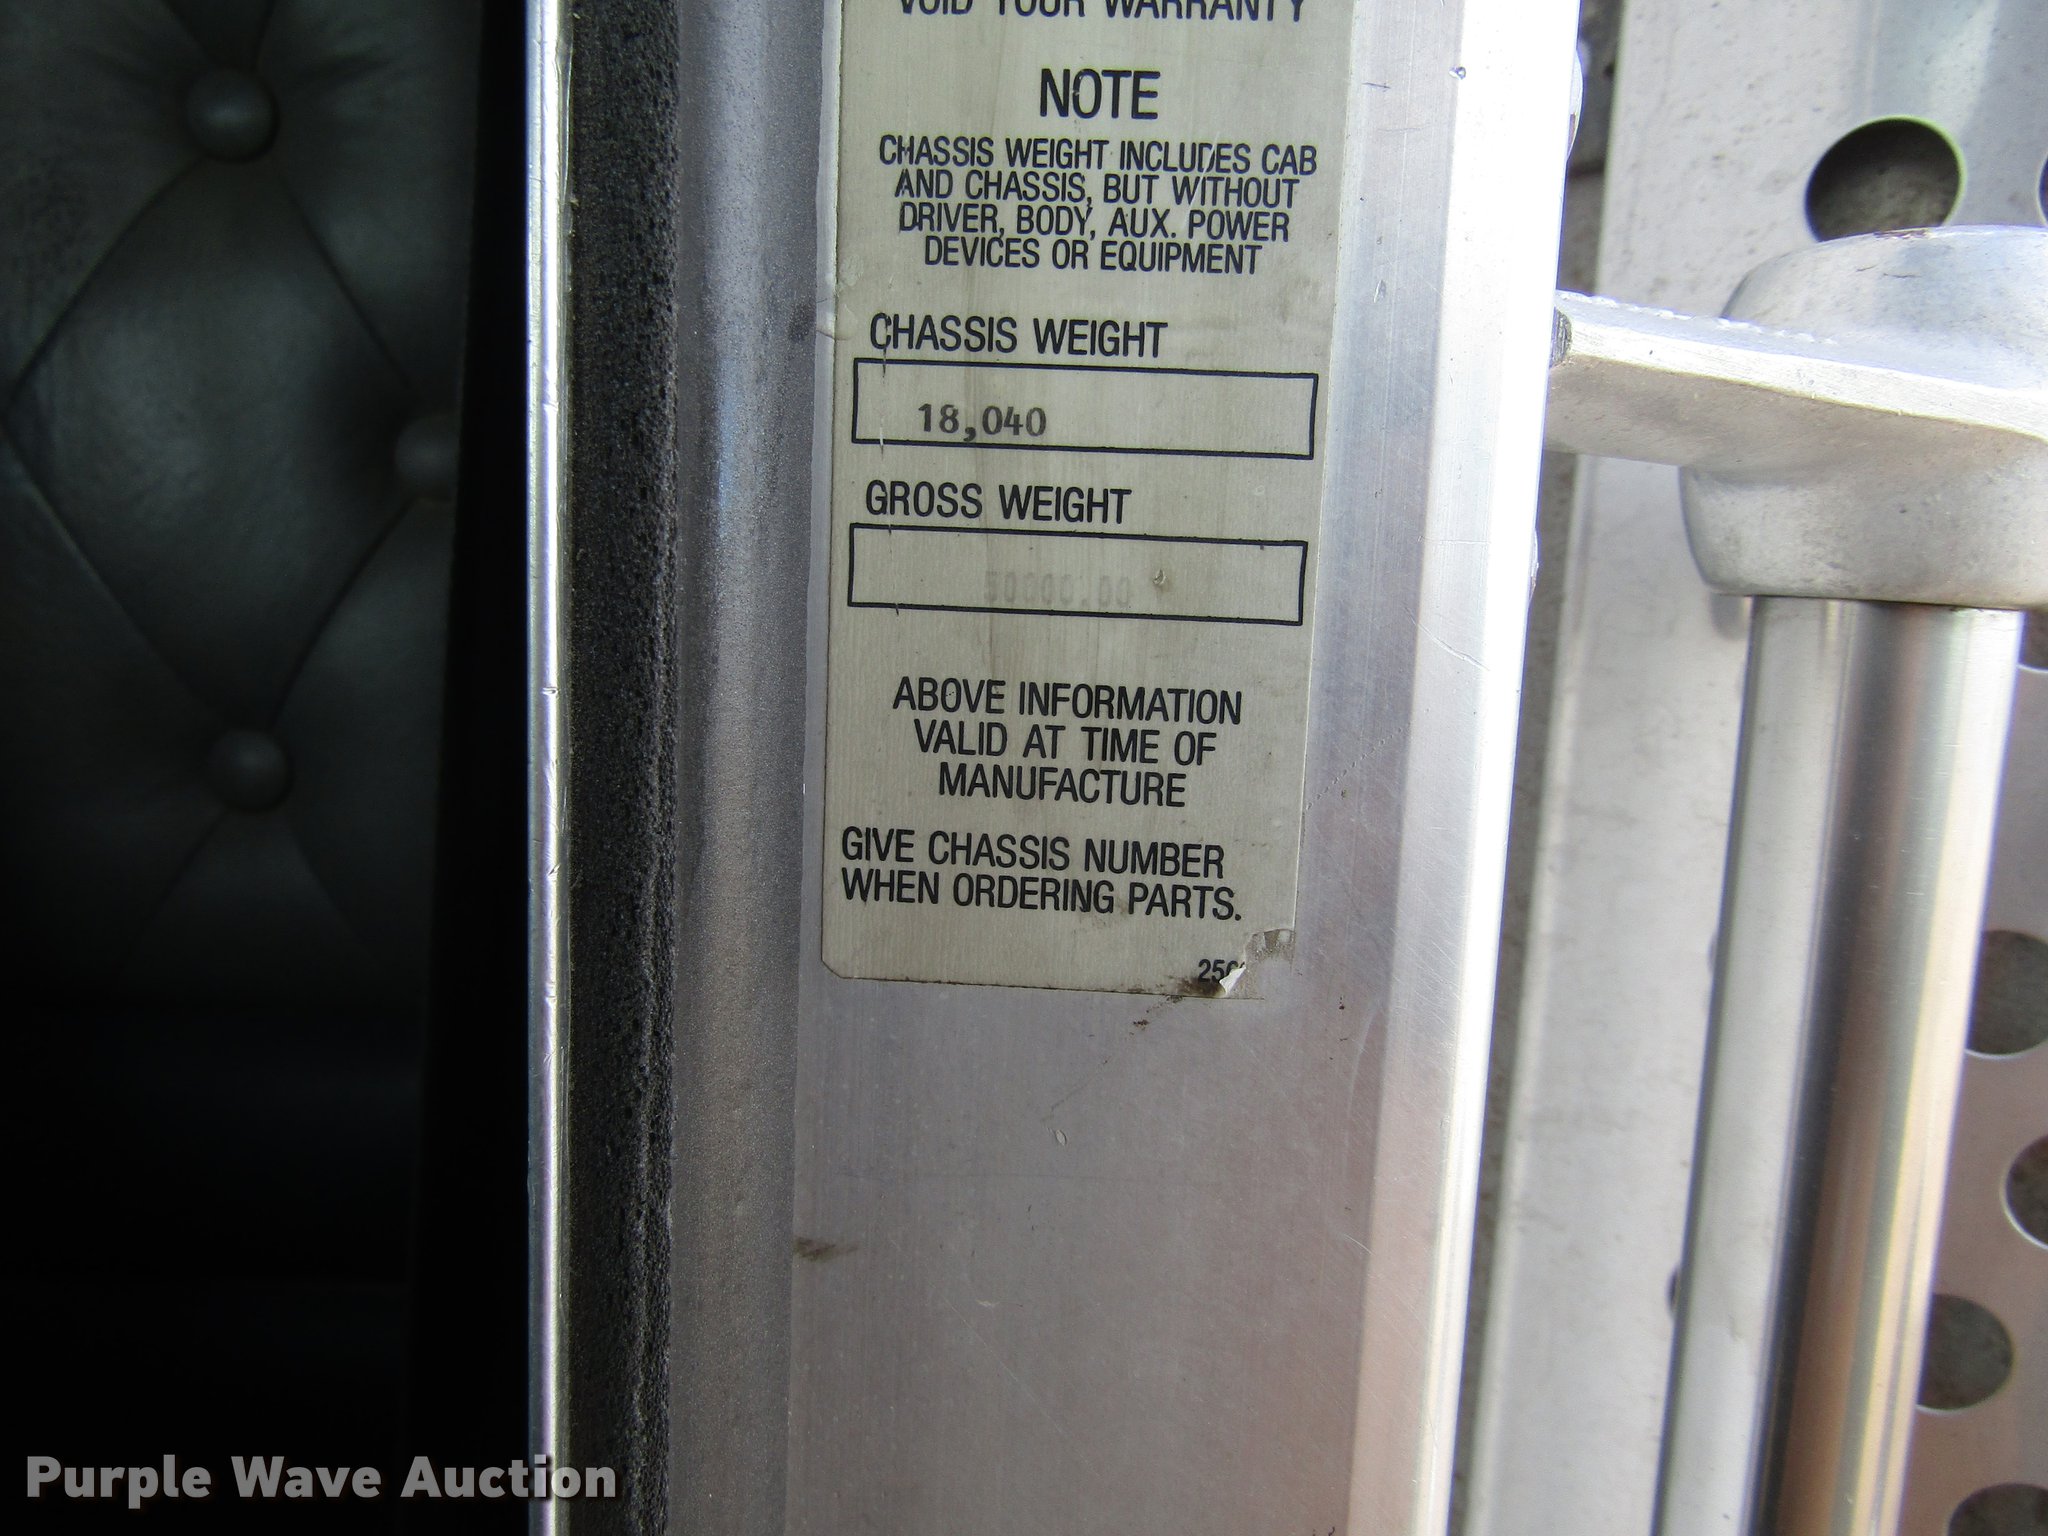 VOID YOUR WARRANTY
NOTE
CHASSIS WEIGHT INCLUDES CAB
AND CHASSIS, BUT WITHOUT
DRIVER, BODY, AUX. POWER
DEVICES OR EQUIPMENT
CHASSIS WEIGHT
18,040
GROSS WEIGHT
ABOVE INFORMATION
VALID AT TIME OF
MANUFACTURE
GIVE CHASSIS NUMBER
WHEN ORDERING PARTS.
Purple Wave Auction